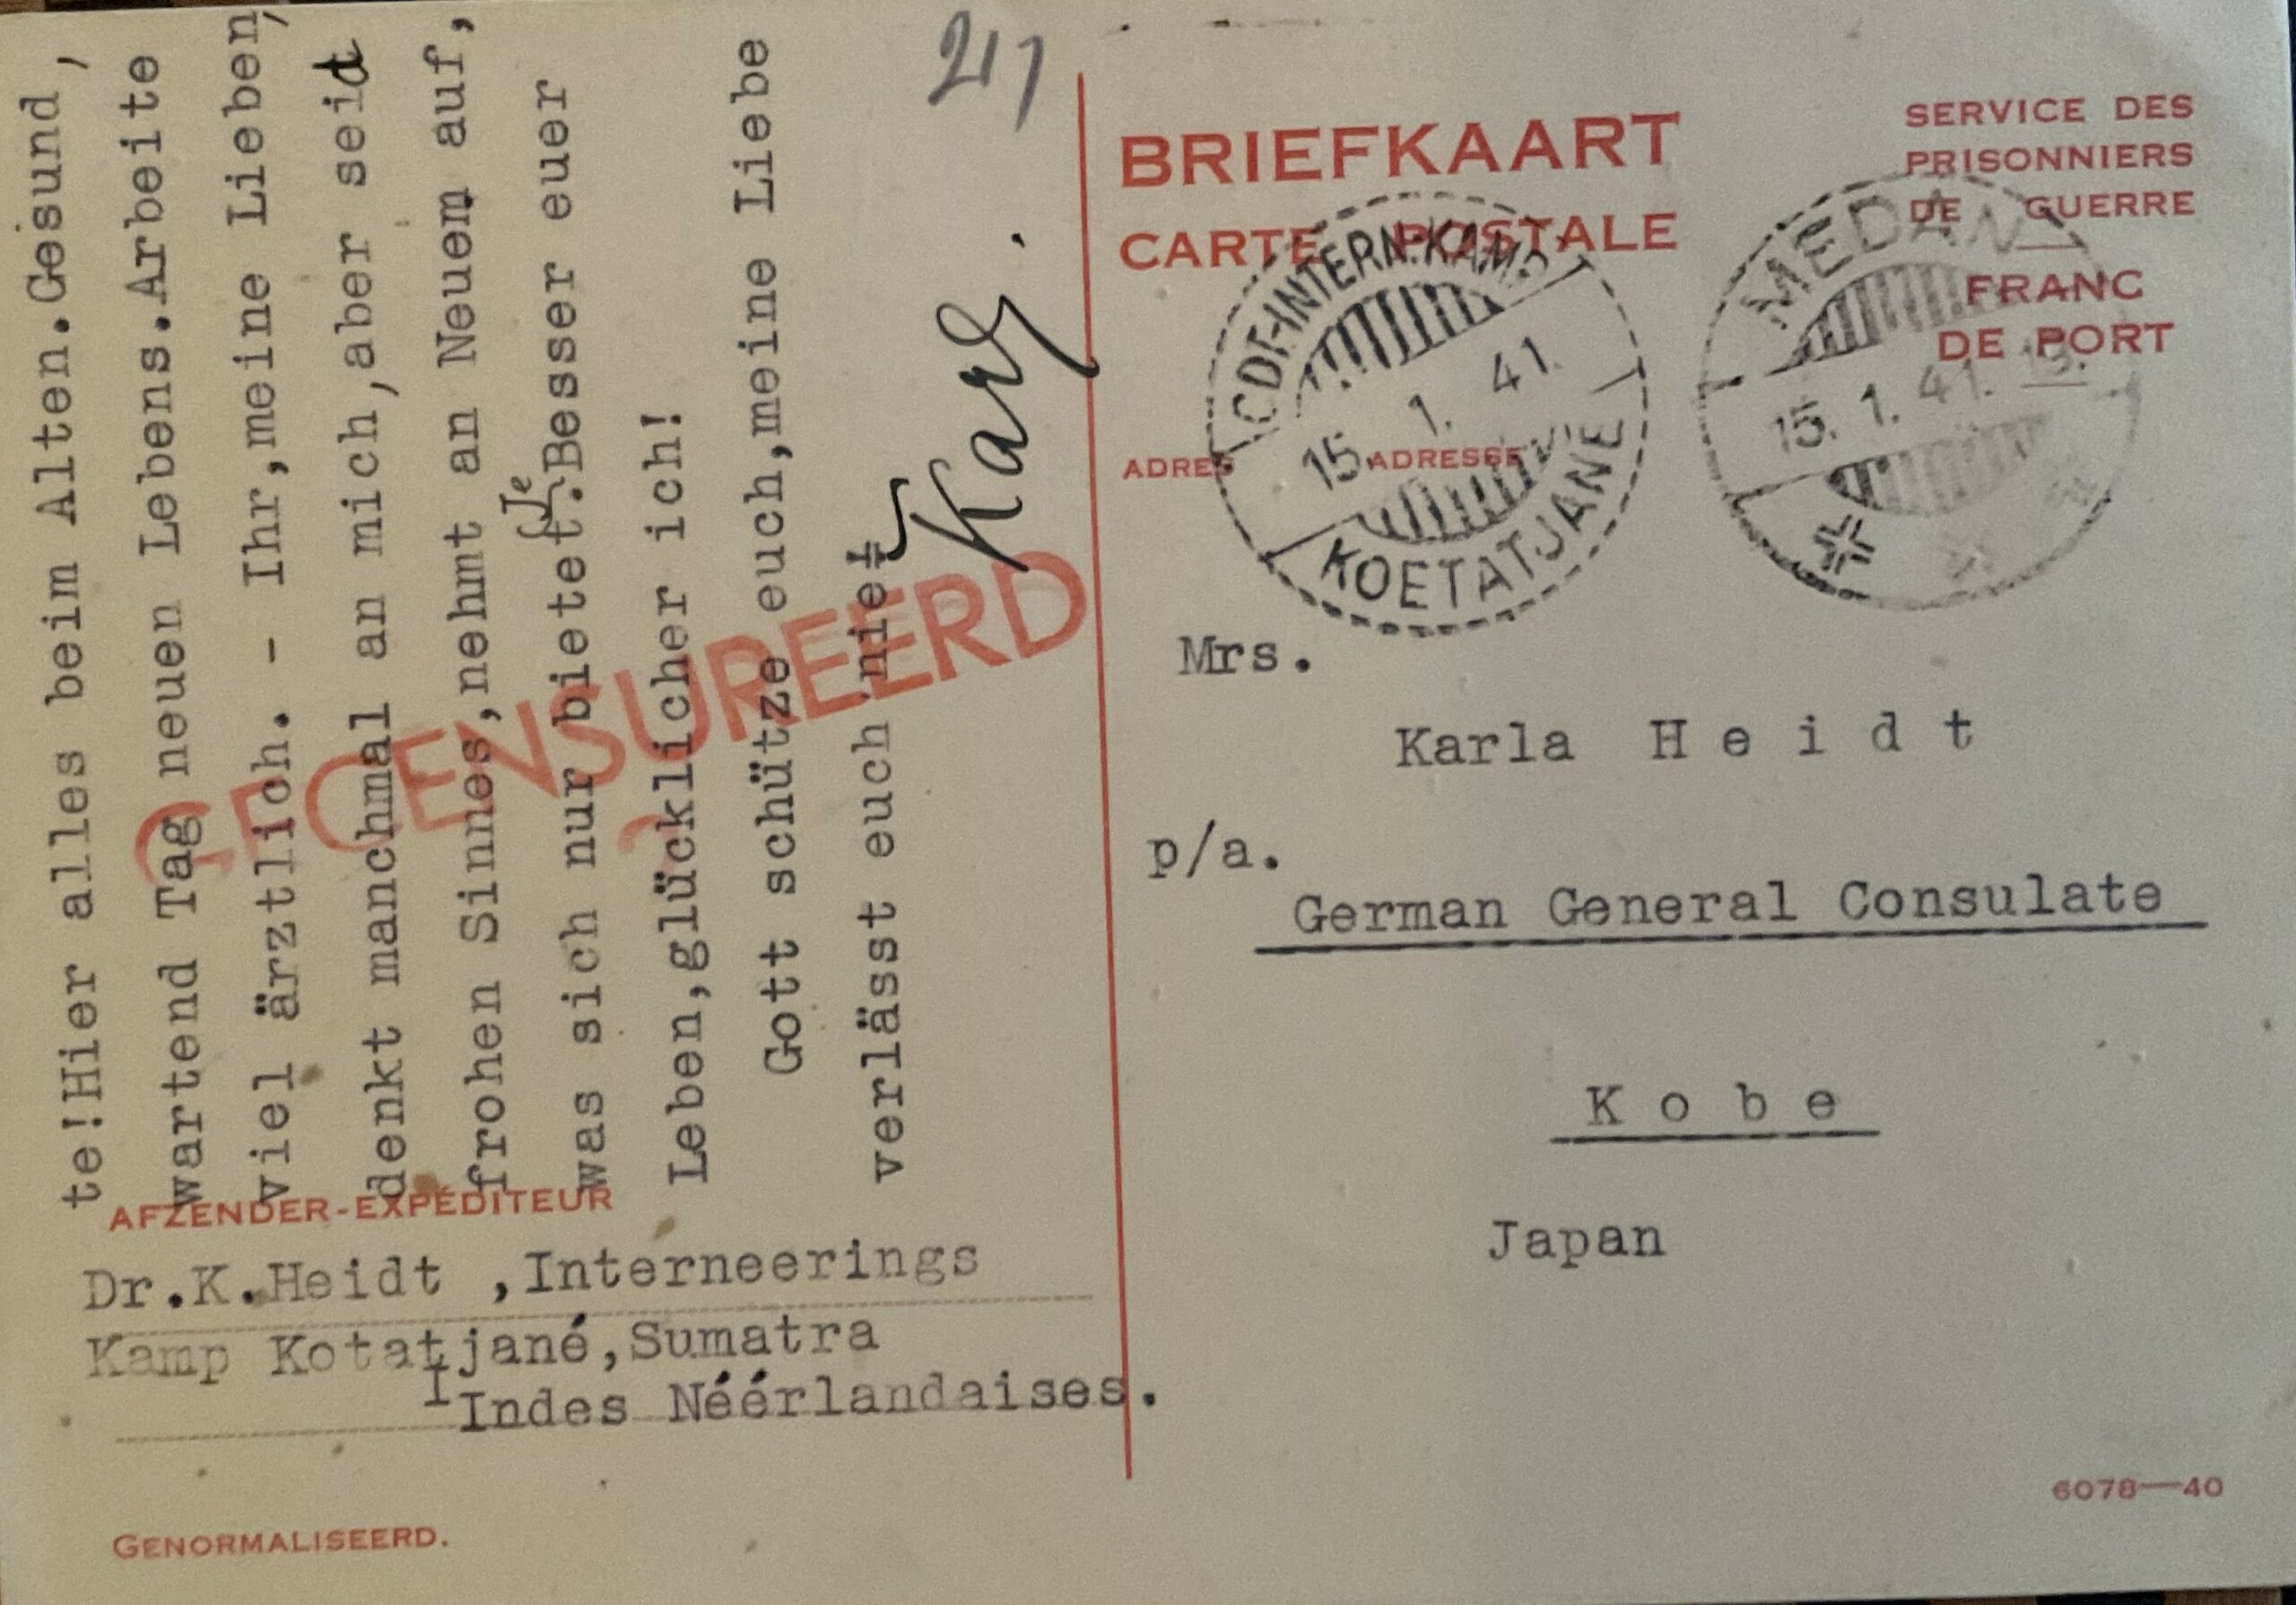 te!Hier alles beim Alten.Gesund,
wartend Tag neuen Lebens.Arbeite
viel ärztlich. - Ihr,meine Lieben,
denkt manchmal an mich,aber seid
frohen Sinnes,nehmt an Neuem auf,
was sich nur bietet.Besser euer
Je
Leben,glücklicher ich!
Gott schütze euch,meine Liebe
verlässt euch nie!
Karl.
GECENSUREERD
AFZENDER-EXPÉDITEUR
Dr.K.Heidt ,Interneerings
Kamp Kotatjané,Sumatra
I
Indes Néérlandaises.
GENORMALISEERD.
BRIEFKAART
CARTE POSTALE
SERVICE DES
PRISONNIERS
DE GUERRE
FRANC
DE PORT
CDT-INTERN.KAMP
15. 1. 41.
KOETATJANE
MEDAN
15. 1. 41.
ADRES ADRESSE
Mrs.
Karla H e i d t
p/a.
German General Consulate
K o b e
Japan
6078—40